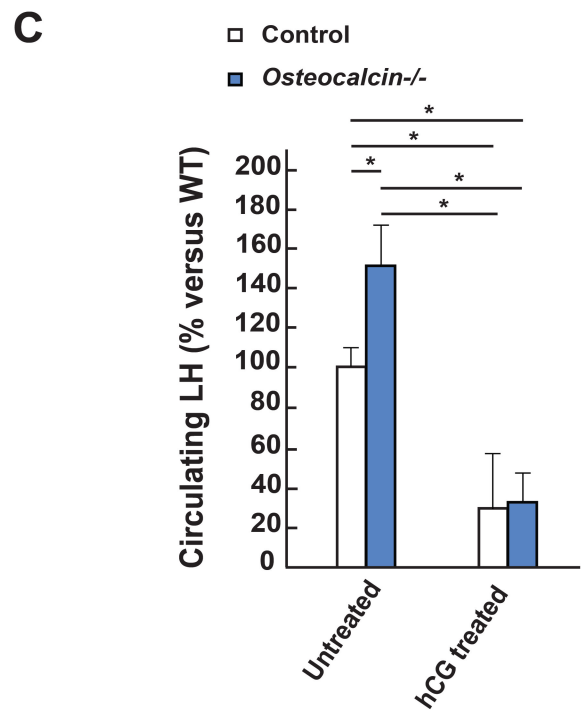 C
Control
Osteocalcin-/-
*
*
*
*
*
Circulating LH (% versus WT)
200
180
160
140
120
100
80
60
40
20
0
Untreated
hCG treated